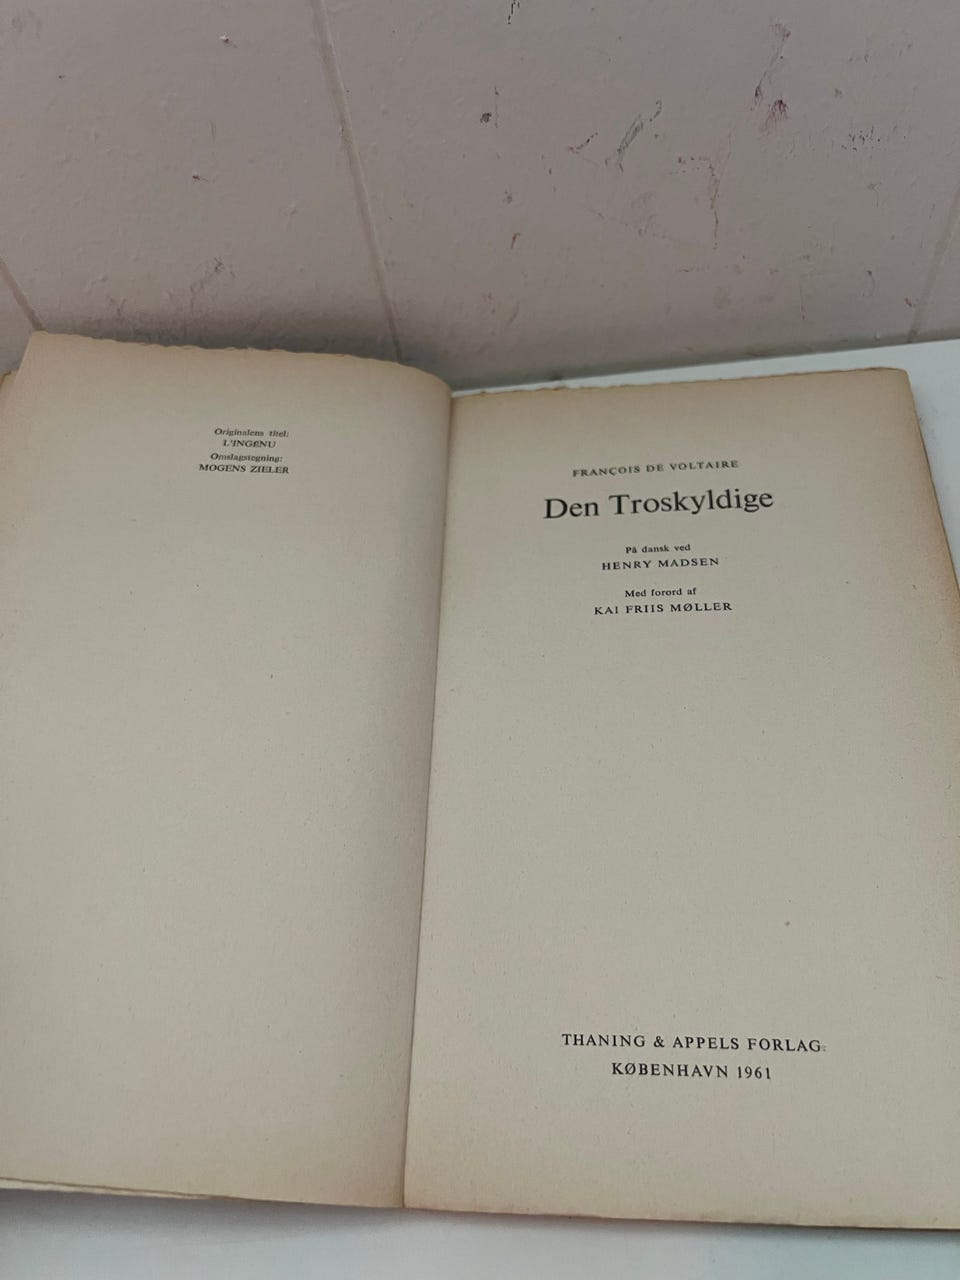 Originalens titel:
L'INGENU
Omslagstegning:
MOGENS ZIELER
FRANÇOIS DE VOLTAIRE
Den Troskyldige
På dansk ved
HENRY MADSEN
Med forord af
KAI FRIIS MØLLER
THANING & APPELS FORLAG
KØBENHAVN 1961